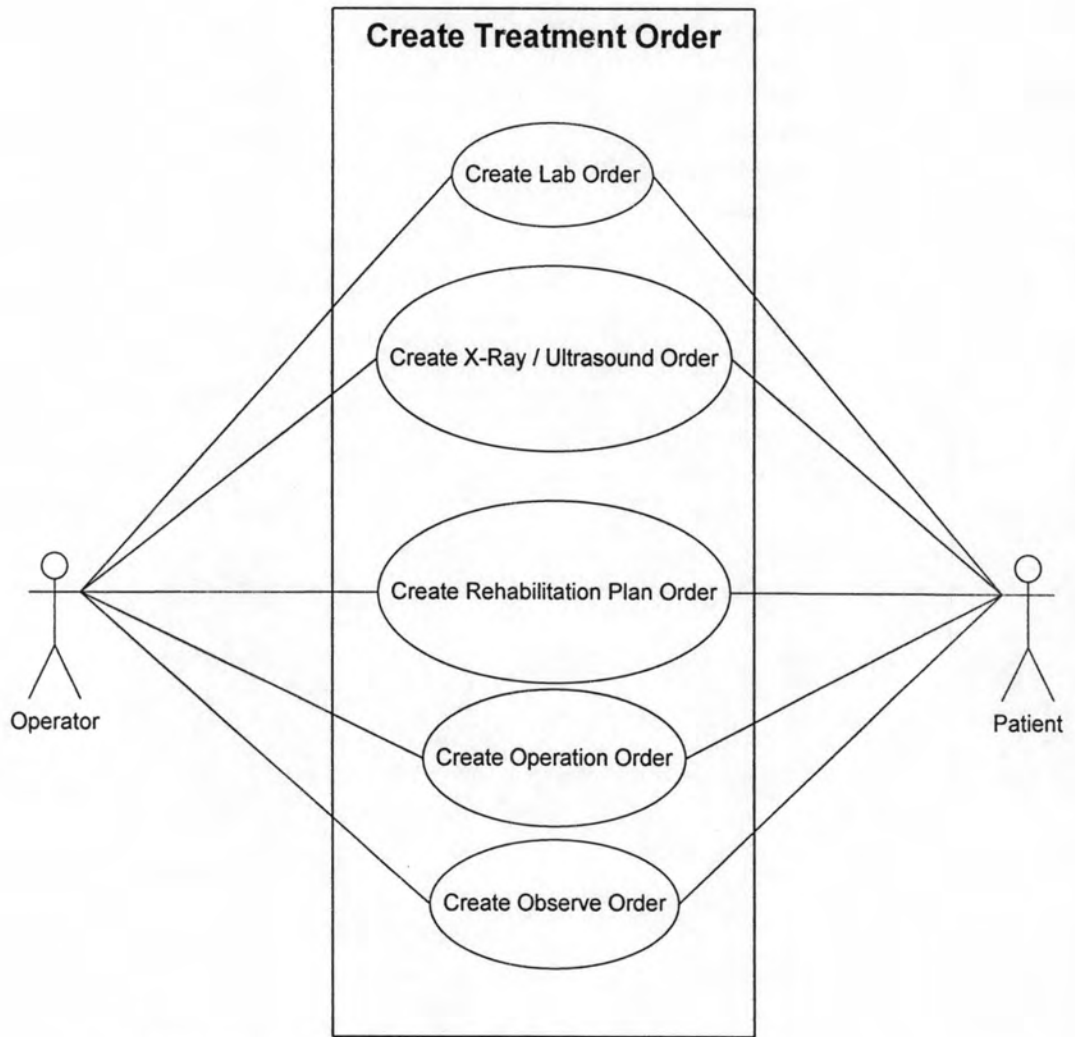 Create Treatment Order
Create Lab Order
Create X-Ray / Ultrasound Order
Create Rehabilitation Plan Order
Operator
Patient
Create Operation Order
Create Observe Order